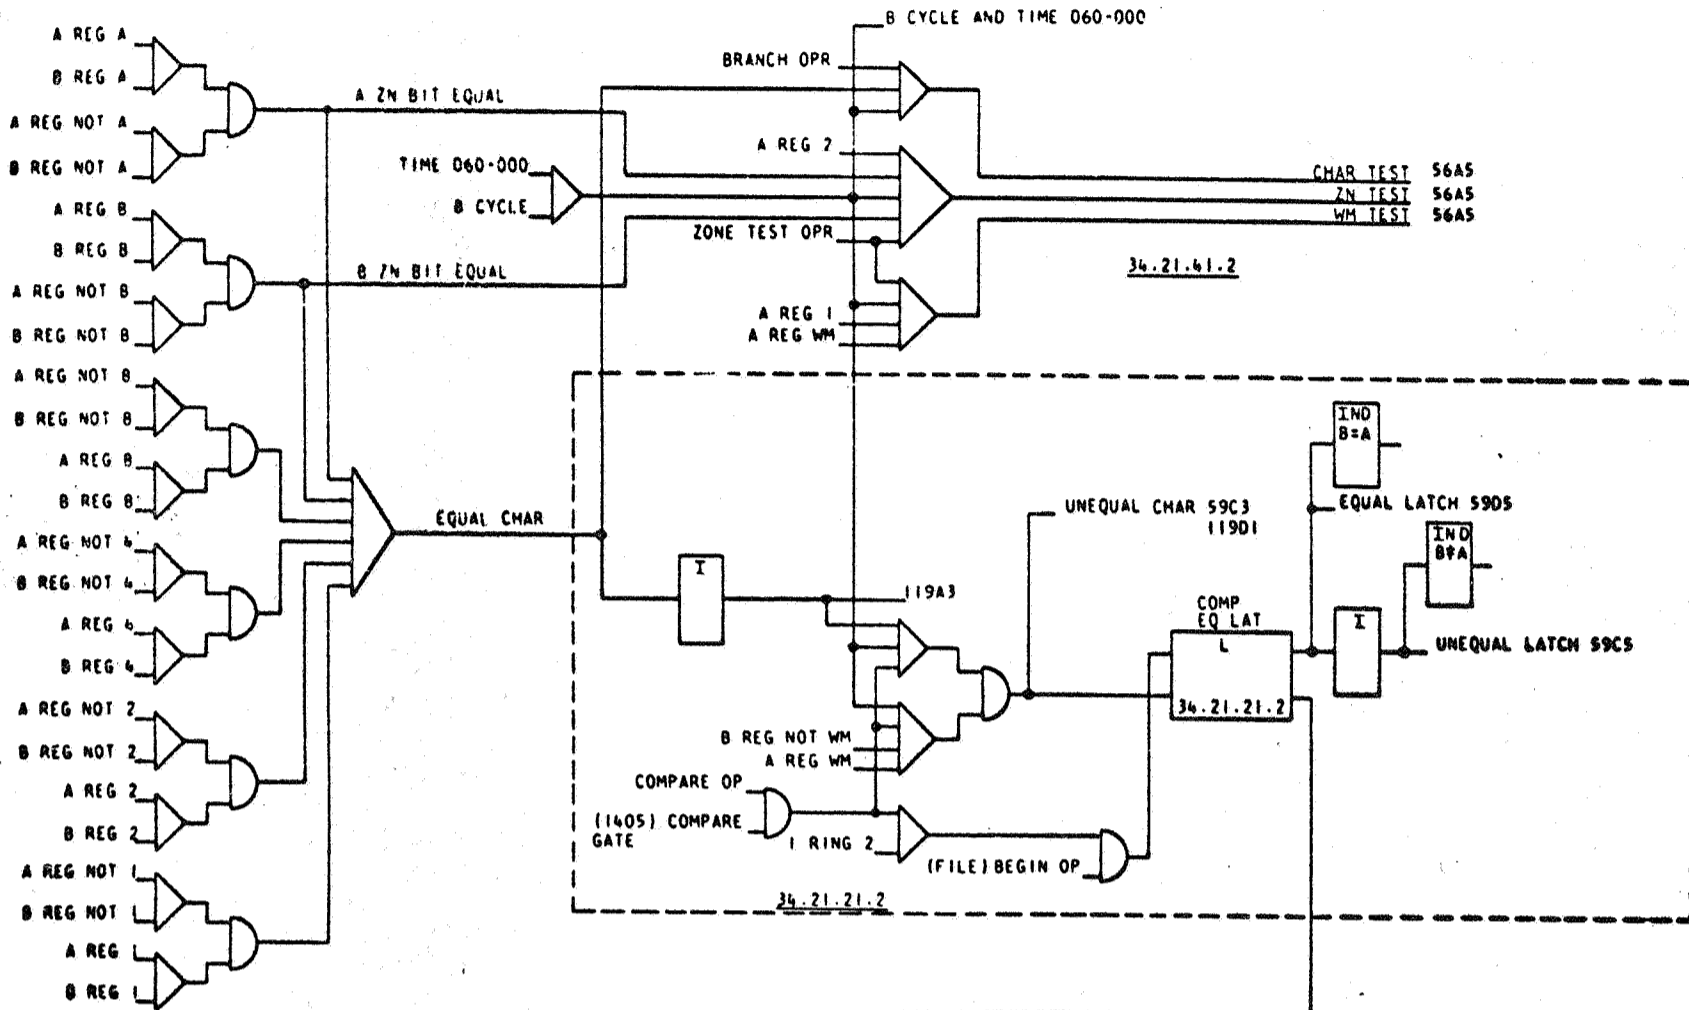 B CYCLE AND TIME 060-000
A REG A
B REG A
A REG NOT A
B REG NOT A
A REG B
B REG B
A REG NOT B
B REG NOT B
A REG NOT 8
B REG NOT 8
A REG 8
B REG 8
A REG NOT 4
B REG NOT 4
A REG 4
B REG 4
A REG NOT 2
B REG NOT 2
A REG 2
B REG 2
A REG NOT 1
B REG NOT 1
A REG 1
B REG 1
A ZN BIT EQUAL
B ZN BIT EQUAL
EQUAL CHAR
TIME 060-000
B CYCLE
BRANCH OPR
A REG 2
ZONE TEST OPR
A REG 1
A REG WM
CHAR TEST 56A5
ZN TEST 56A5
WM TEST 56A5
34.21.41.2
I
119A3
UNEQUAL CHAR 59C3
119D1
B REG NOT WM
A REG WM
COMPARE OP
(1405) COMPARE
GATE
I RING 2
(FILE) BEGIN OP
34.21.21.2
COMP
EQ LAT
L
34.21.21.2
IND
B=A
EQUAL LATCH 59D5
IND
B≠A
I
UNEQUAL LATCH 59C5